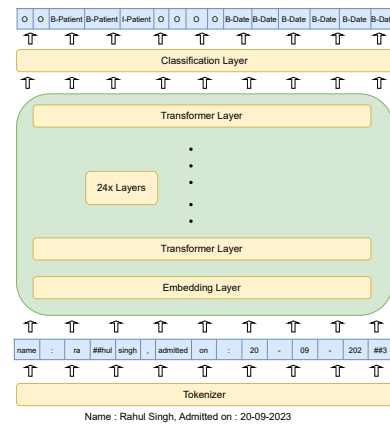 O O B-Patient B-Patient I-Patient O O O B-Date B-Date B-Date B-Date B-Date B-Dat
Classification Layer
Transformer Layer
24x Layers
Transformer Layer
Embedding Layer
name : ra ##hul singh , admitted on : 20 - 09 - 202 ##3
Tokenizer
Name : Rahul Singh, Admitted on : 20-09-2023